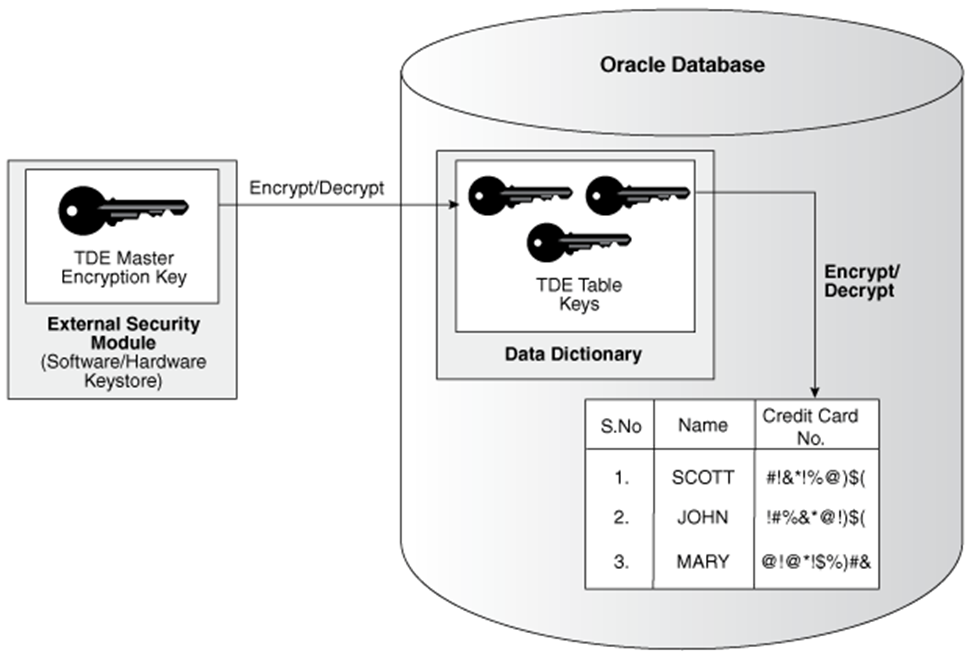 Oracle Database
Encrypt/Decrypt
TDE Master
Encryption Key
External Security
Module
(Software/Hardware
Keystore)
TDE Table
Keys
Data Dictionary
Encrypt/
Decrypt
S.No Name Credit Card
No.
1. SCOTT #!&*!%@)$(
2. JOHN !#%&*@!)$(
3. MARY @!@*!$%)#&